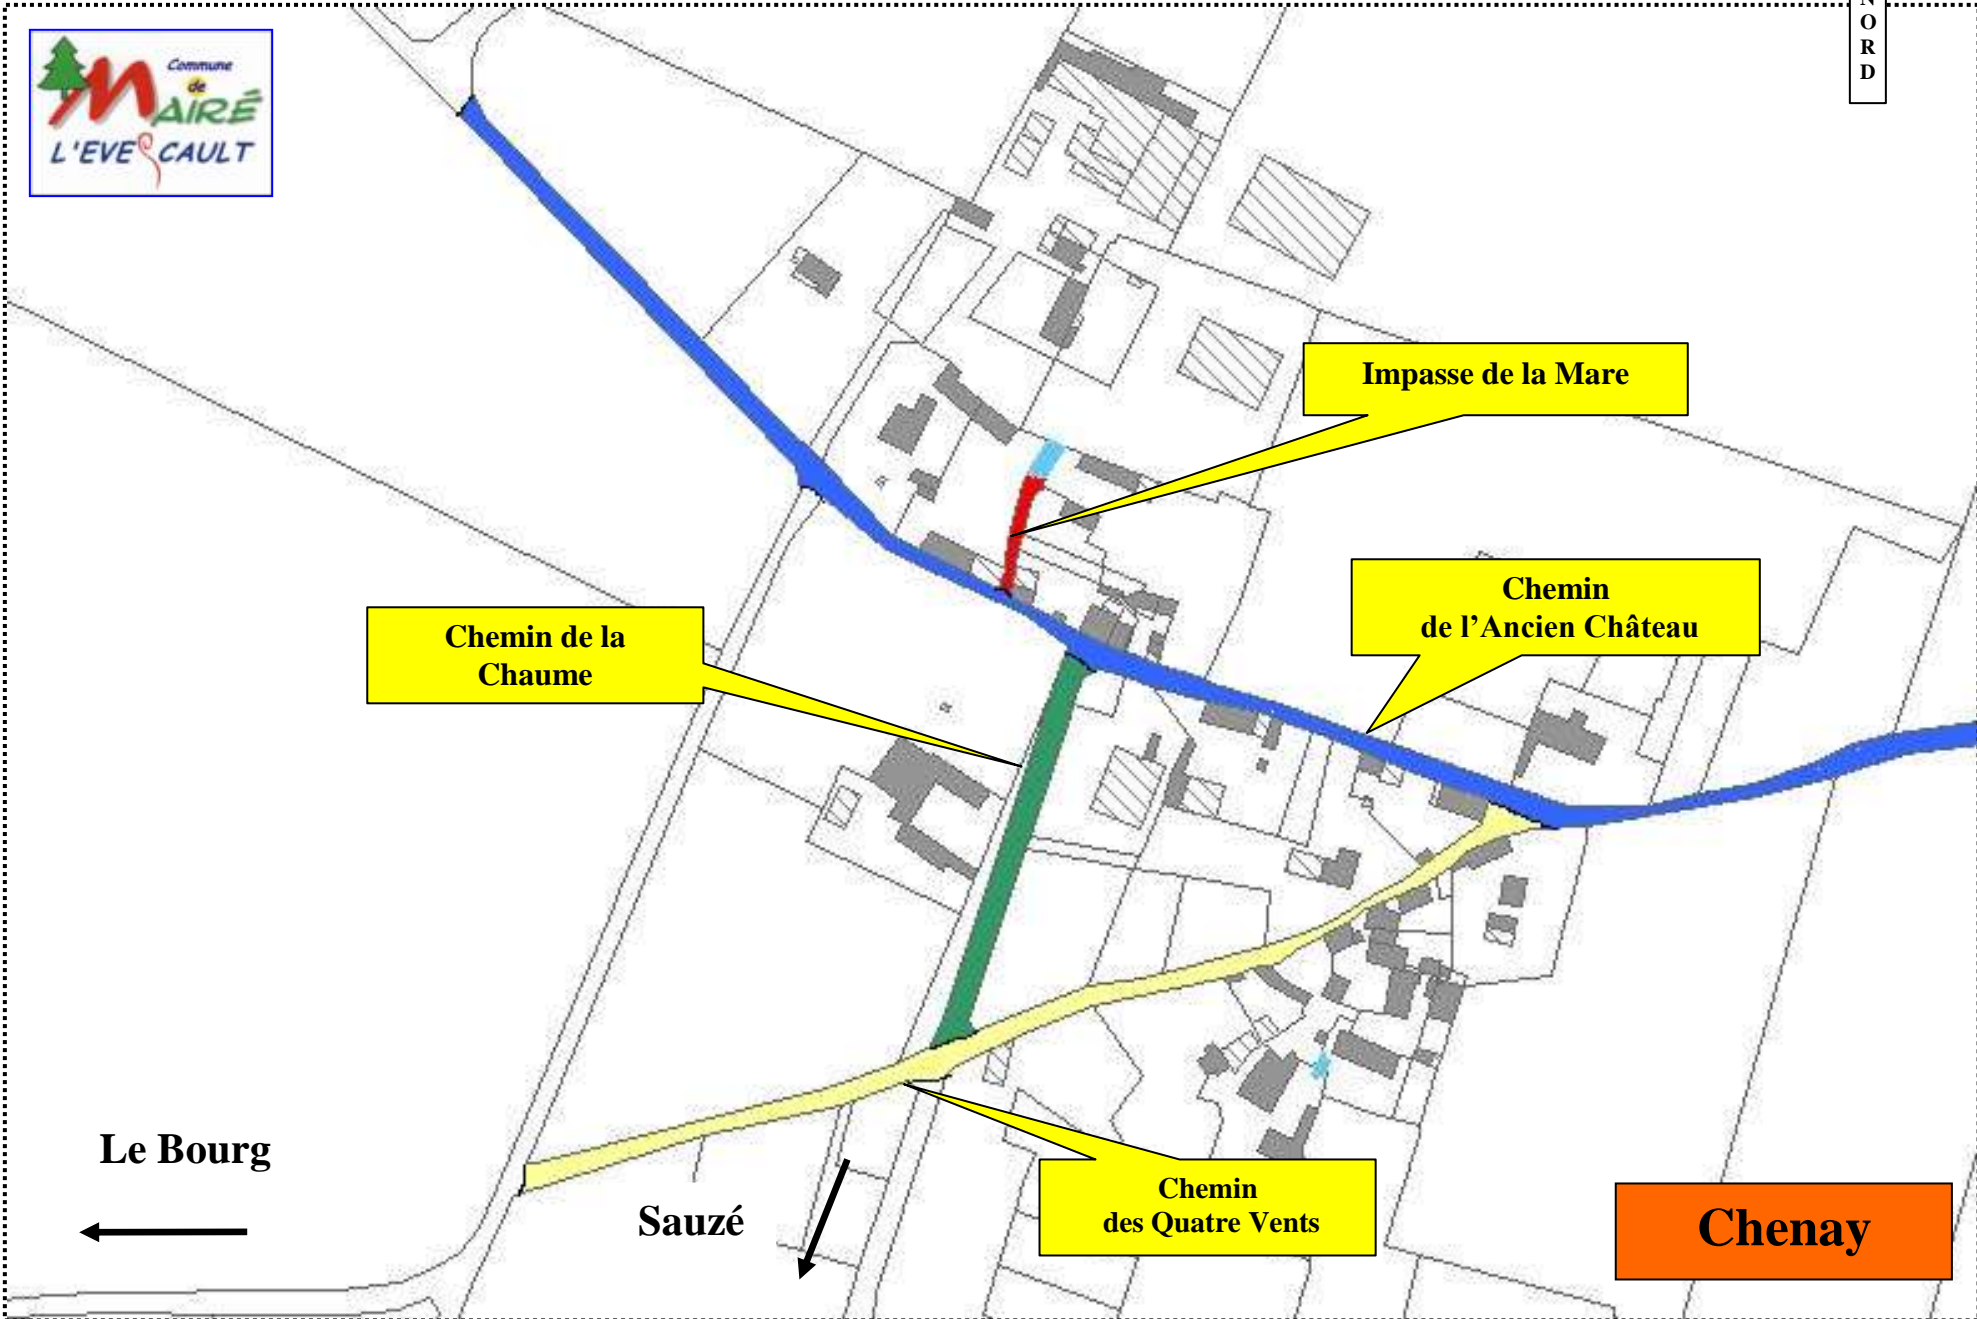 N
O
R
D
Commune
de
MAIRÉ
L'EVESCAULT
Impasse de la Mare
Chemin
de l'Ancien Château
Chemin de la
Chaume
Le Bourg
Sauzé
Chemin
des Quatre Vents
Chenay